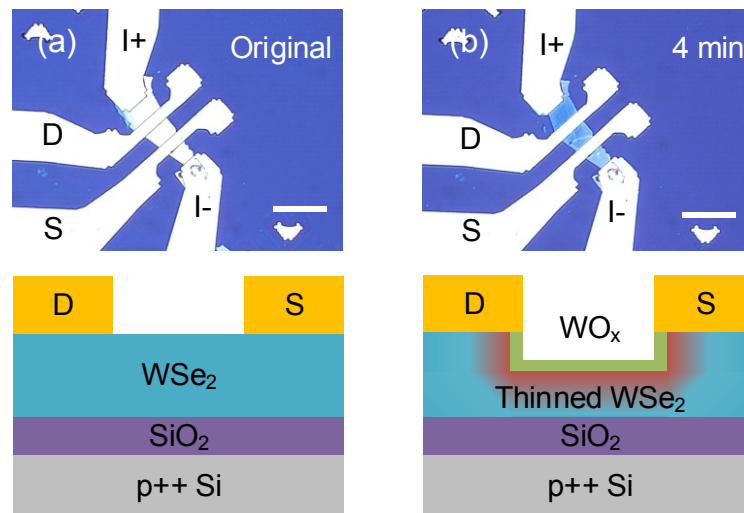 (a)
I+
Original
D
S
I-
(b)
I+
4 min
D
S
I-
D
S
WSe₂
SiO₂
p++ Si
D
S
WOₓ
Thinned WSe₂
SiO₂
p++ Si